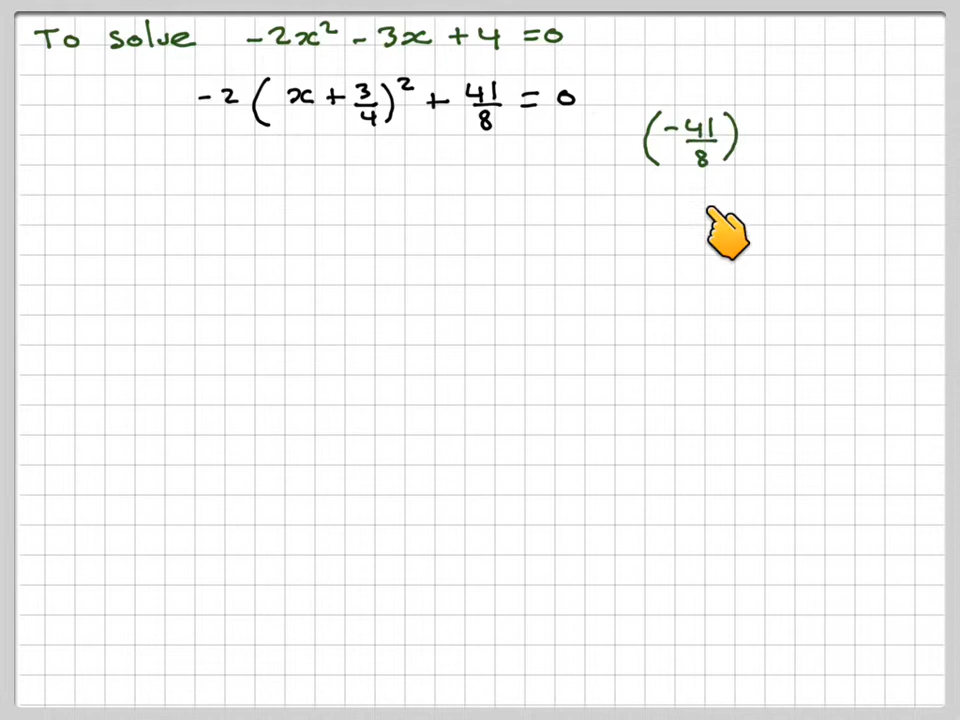 To solve -2x² - 3x + 4 = 0
-2 ( x + 3/4 )² + 41/8 = 0
( -41/8 )